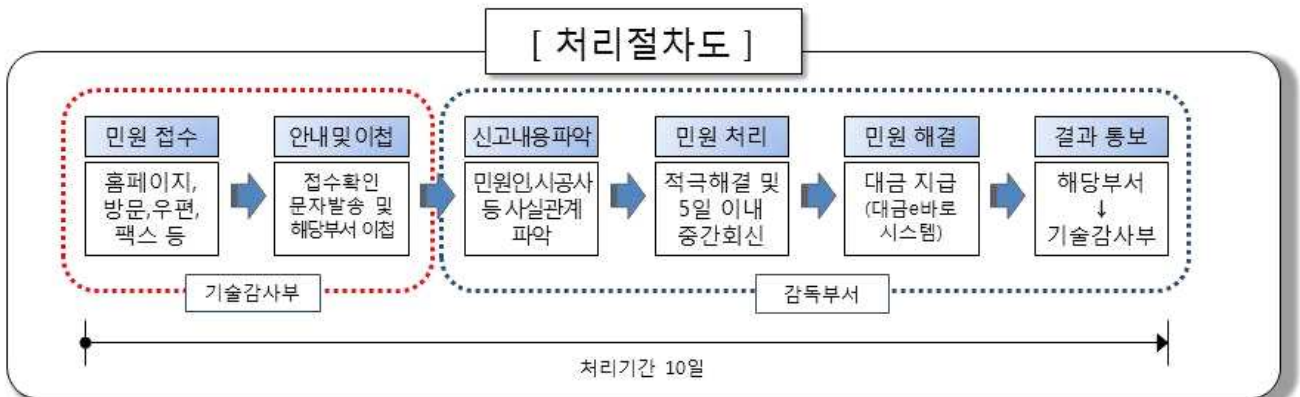 [ 처리절차도 ]
민원 접수
홈페이지,
방문,우편,
팩스 등
안내및이첩
접수확인
문자발송 및
해당부서 이첩
신고내용파악
민원인,시공사
등 사실관계
파악
민원 처리
적극해결 및
5일 이내
중간회신
민원 해결
대금 지급
(대금e바로
시스템)
결과 통보
해당부서
↓
기술감사부
기술감사부
감독부서
처리기간 10일